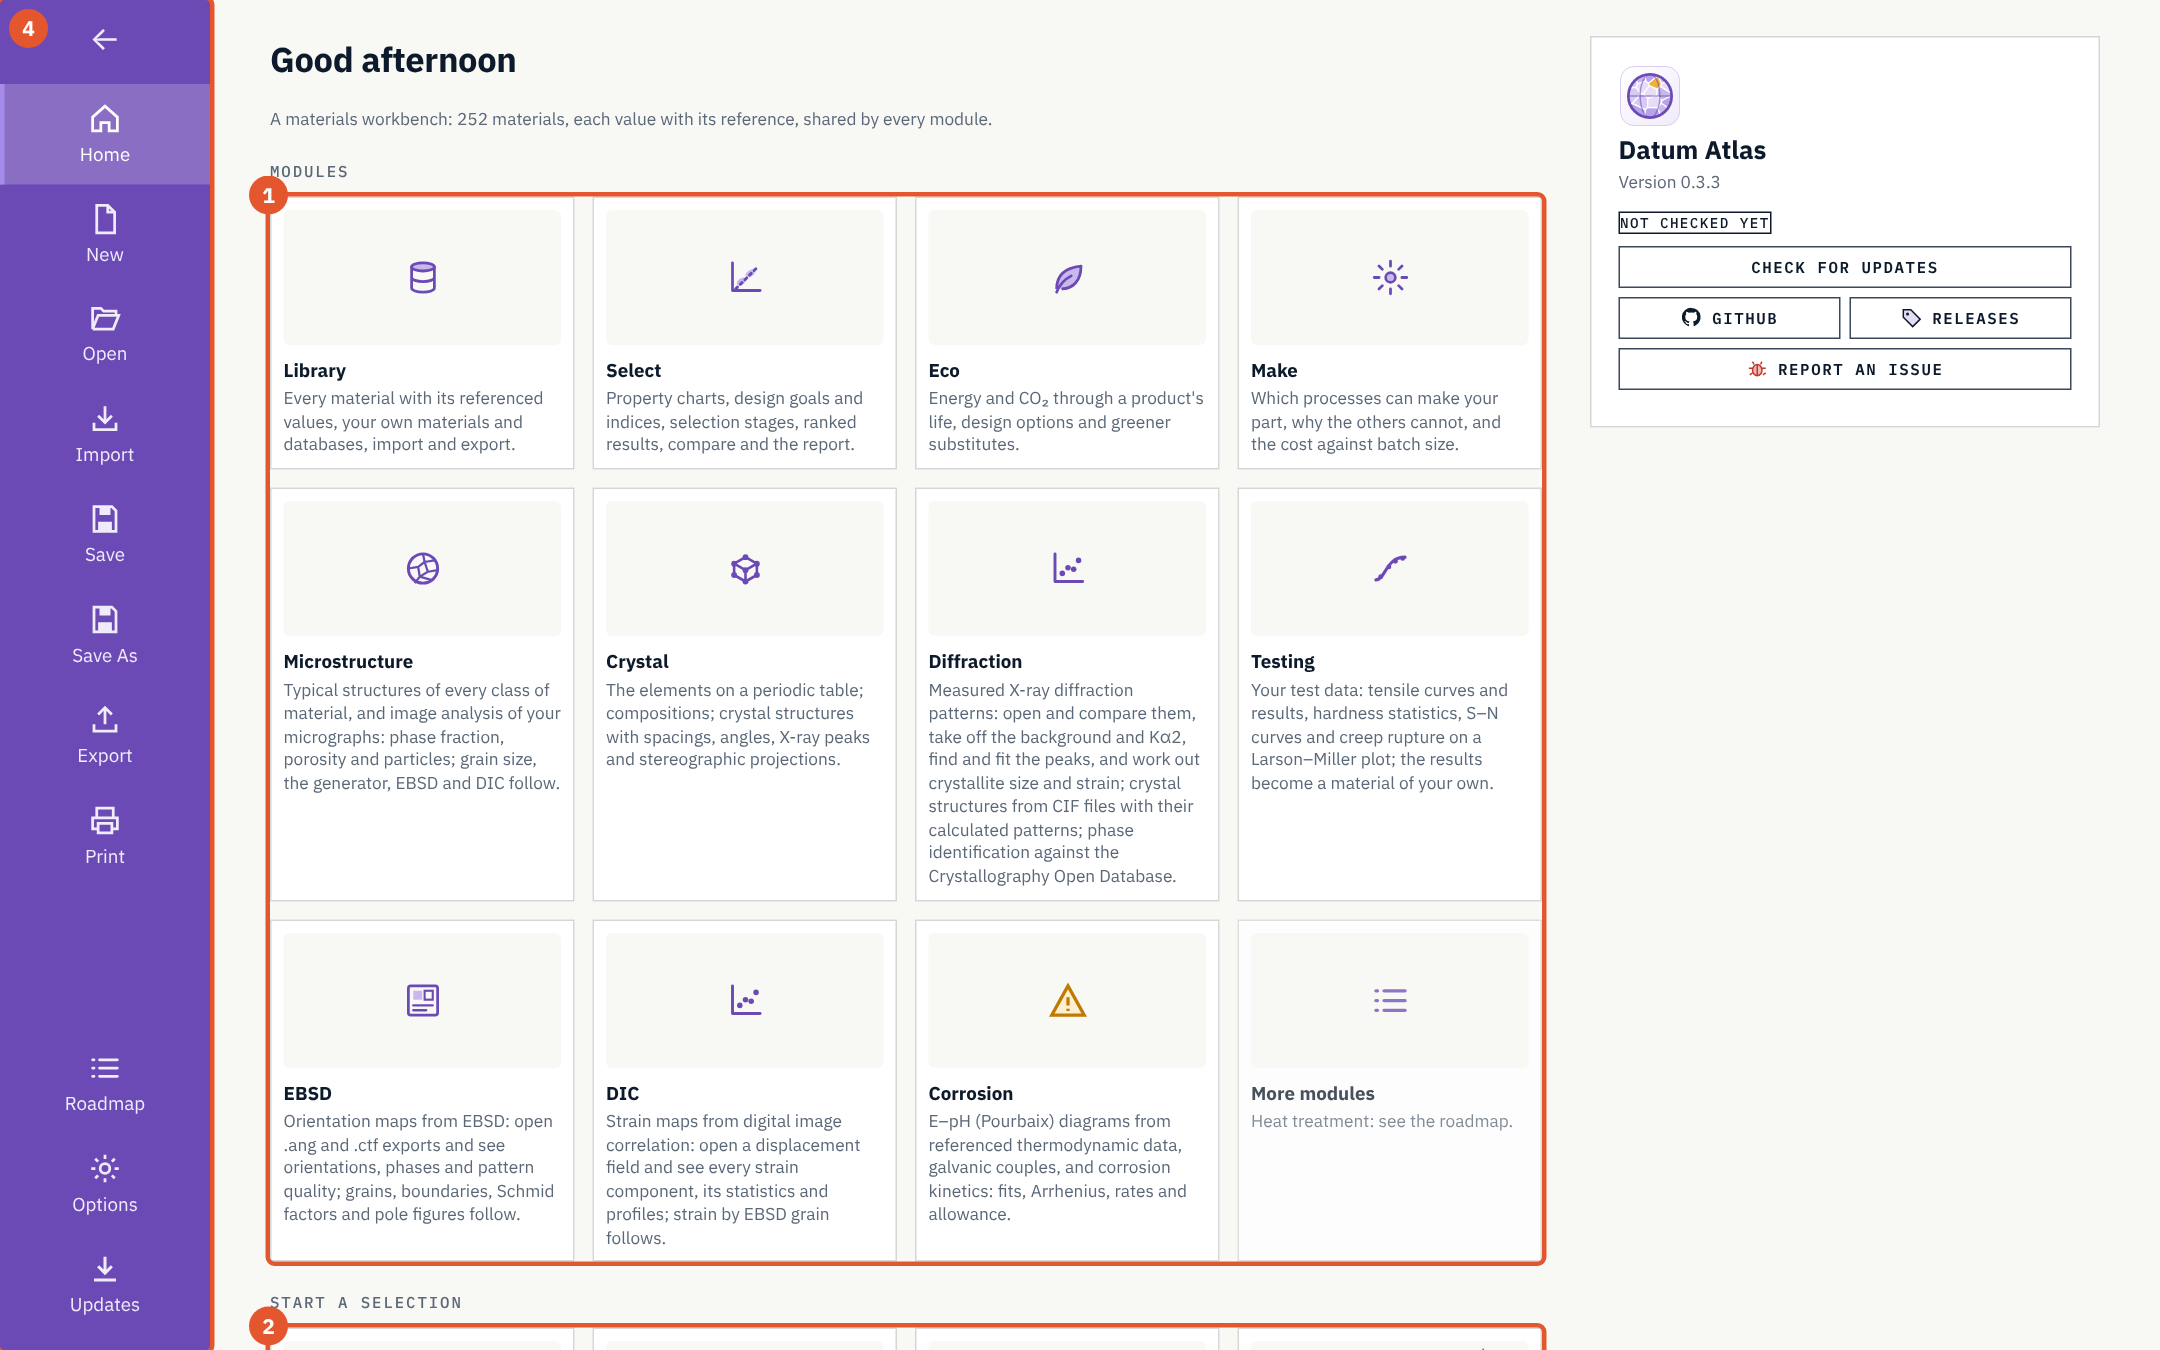 4
Home
New
Open
Import
Save
Save As
Export
Print
Roadmap
Options
Updates
Good afternoon
A materials workbench: 252 materials, each value with its reference, shared by every module.
MODULES
1
Library
Every material with its referenced
values, your own materials and
databases, import and export.
Select
Property charts, design goals and
indices, selection stages, ranked
results, compare and the report.
Eco
Energy and CO₂ through a product's
life, design options and greener
substitutes.
Make
Which processes can make your
part, why the others cannot, and
the cost against batch size.
Microstructure
Typical structures of every class of
material, and image analysis of your
micrographs: phase fraction,
porosity and particles; grain size,
the generator, EBSD and DIC follow.
Crystal
The elements on a periodic table;
compositions; crystal structures
with spacings, angles, X-ray peaks
and stereographic projections.
Diffraction
Measured X-ray diffraction
patterns: open and compare them,
take off the background and Kα2,
find and fit the peaks, and work out
crystallite size and strain; crystal
structures from CIF files with their
calculated patterns; phase
identification against the
Crystallography Open Database.
Testing
Your test data: tensile curves and
results, hardness statistics, S–N
curves and creep rupture on a
Larson–Miller plot; the results
become a material of your own.
EBSD
Orientation maps from EBSD: open
.ang and .ctf exports and see
orientations, phases and pattern
quality; grains, boundaries, Schmid
factors and pole figures follow.
DIC
Strain maps from digital image
correlation: open a displacement
field and see every strain
component, its statistics and
profiles; strain by EBSD grain
follows.
Corrosion
E–pH (Pourbaix) diagrams from
referenced thermodynamic data,
galvanic couples, and corrosion
kinetics: fits, Arrhenius, rates and
allowance.
More modules
Heat treatment: see the roadmap.
START A SELECTION
2
Datum Atlas
Version 0.3.3
NOT CHECKED YET
CHECK FOR UPDATES
GITHUB
RELEASES
REPORT AN ISSUE